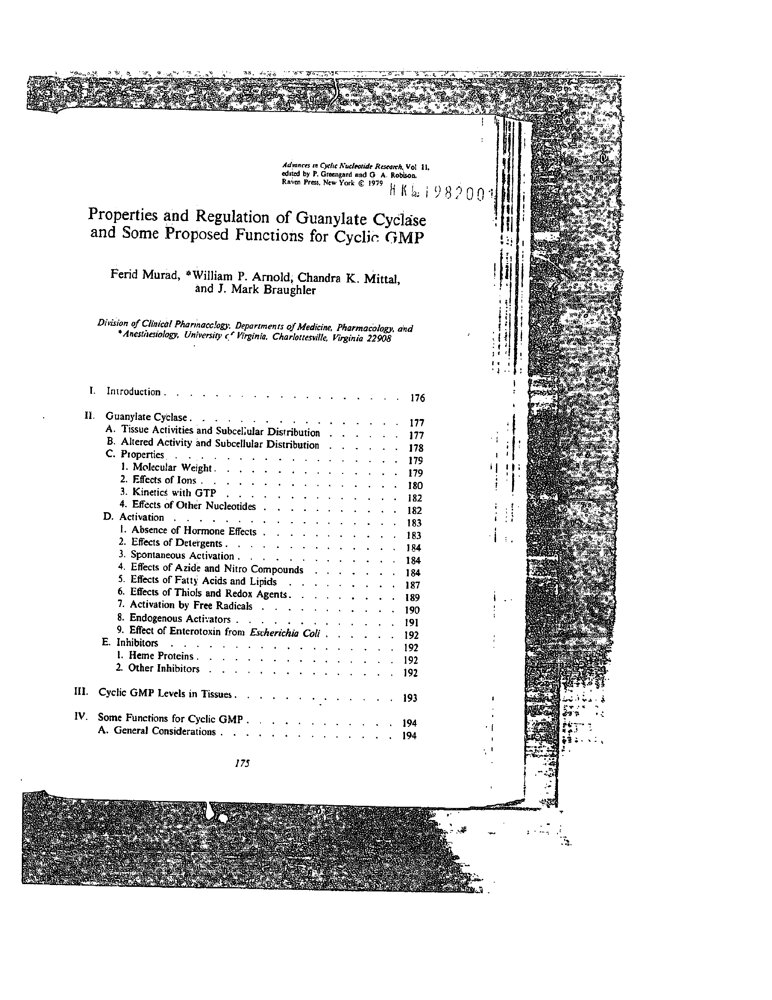 Advances in Cyclic Nucleotide Research, Vol. 11,
edited by P. Greengard and G. A. Robison.
Raven Press, New York © 1979
Properties and Regulation of Guanylate Cyclase
and Some Proposed Functions for Cyclic GMP
Ferid Murad, *William P. Arnold, Chandra K. Mittal,
and J. Mark Braughler
Division of Clinical Pharmacology, Departments of Medicine, Pharmacology, and
*Anesthesiology, University of Virginia, Charlottesville, Virginia 22908
I. Introduction . . . . . . . . . . . . . . . . . . . 176
II. Guanylate Cyclase . . . . . . . . . . . . . . . . . 177
A. Tissue Activities and Subcellular Distribution . . . . . . 177
B. Altered Activity and Subcellular Distribution . . . . . . 178
C. Properties . . . . . . . . . . . . . . . . . . 179
1. Molecular Weight . . . . . . . . . . . . . . . 179
2. Effects of Ions . . . . . . . . . . . . . . . . 180
3. Kinetics with GTP . . . . . . . . . . . . . . 182
4. Effects of Other Nucleotides . . . . . . . . . . . 182
D. Activation . . . . . . . . . . . . . . . . . . 183
1. Absence of Hormone Effects . . . . . . . . . . . 183
2. Effects of Detergents . . . . . . . . . . . . . . 184
3. Spontaneous Activation . . . . . . . . . . . . . 184
4. Effects of Azide and Nitro Compounds . . . . . . . 184
5. Effects of Fatty Acids and Lipids . . . . . . . . . 187
6. Effects of Thiols and Redox Agents . . . . . . . . . 189
7. Activation by Free Radicals . . . . . . . . . . . 190
8. Endogenous Activators . . . . . . . . . . . . . 191
9. Effect of Enterotoxin from Escherichia Coli . . . . . . 192
E. Inhibitors . . . . . . . . . . . . . . . . . . 192
1. Heme Proteins . . . . . . . . . . . . . . . . 192
2. Other Inhibitors . . . . . . . . . . . . . . . 192
III. Cyclic GMP Levels in Tissues . . . . . . . . . . . . . 193
IV. Some Functions for Cyclic GMP . . . . . . . . . . . . 194
A. General Considerations . . . . . . . . . . . . . . 194
175